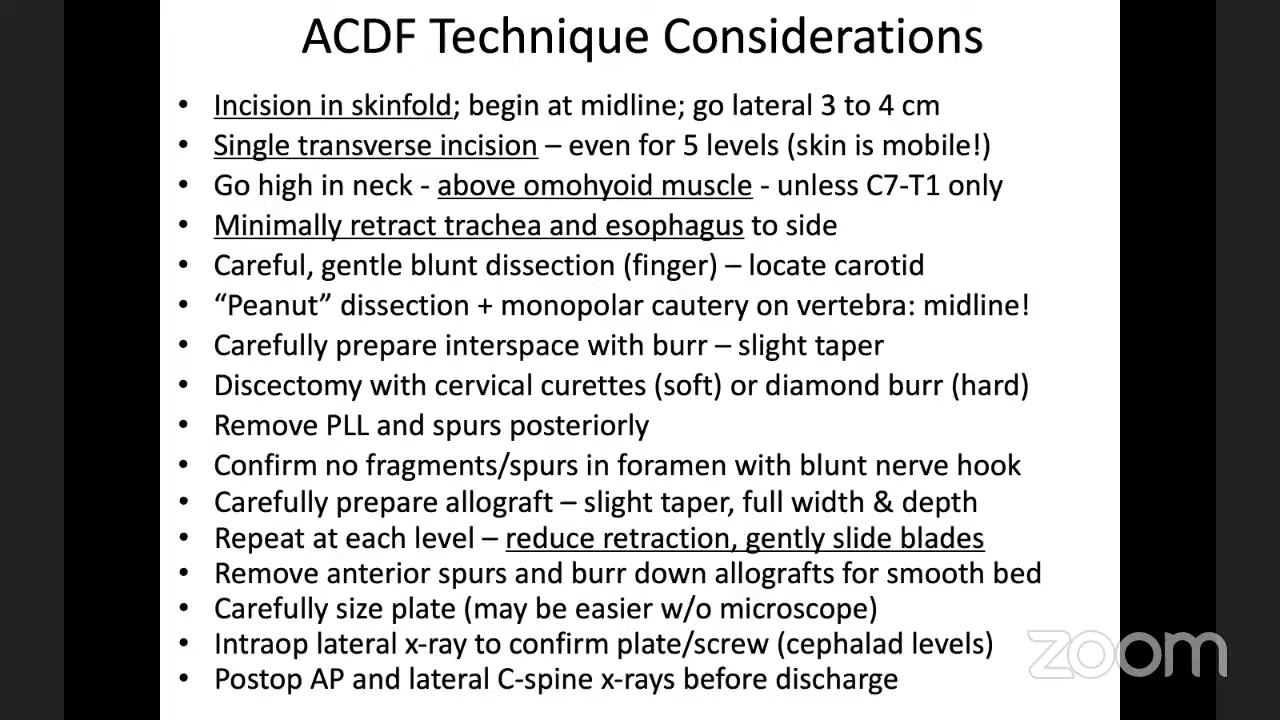 ACDF Technique Considerations
• Incision in skinfold; begin at midline; go lateral 3 to 4 cm
• Single transverse incision – even for 5 levels (skin is mobile!)
• Go high in neck - above omohyoid muscle - unless C7-T1 only
• Minimally retract trachea and esophagus to side
• Careful, gentle blunt dissection (finger) – locate carotid
• “Peanut” dissection + monopolar cautery on vertebra: midline!
• Carefully prepare interspace with burr – slight taper
• Discectomy with cervical curettes (soft) or diamond burr (hard)
• Remove PLL and spurs posteriorly
• Confirm no fragments/spurs in foramen with blunt nerve hook
• Carefully prepare allograft – slight taper, full width & depth
• Repeat at each level – reduce retraction, gently slide blades
• Remove anterior spurs and burr down allografts for smooth bed
• Carefully size plate (may be easier w/o microscope)
• Intraop lateral x-ray to confirm plate/screw (cephalad levels)
• Postop AP and lateral C-spine x-rays before discharge
zoom